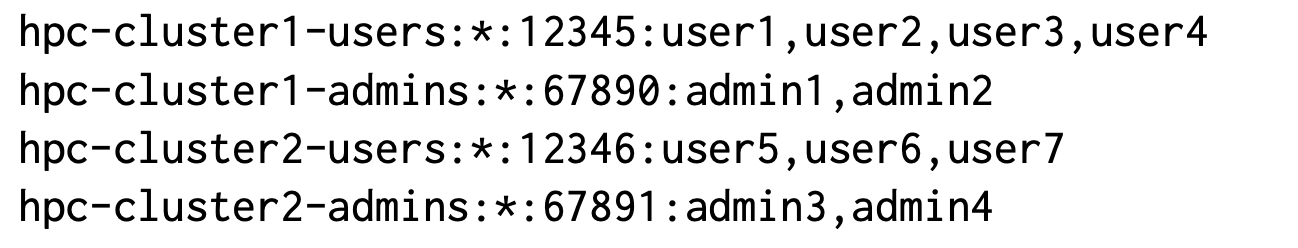 hpc-cluster1-users:*:12345:user1,user2,user3,user4
hpc-cluster1-admins:*:67890:admin1,admin2
hpc-cluster2-users:*:12346:user5,user6,user7
hpc-cluster2-admins:*:67891:admin3,admin4